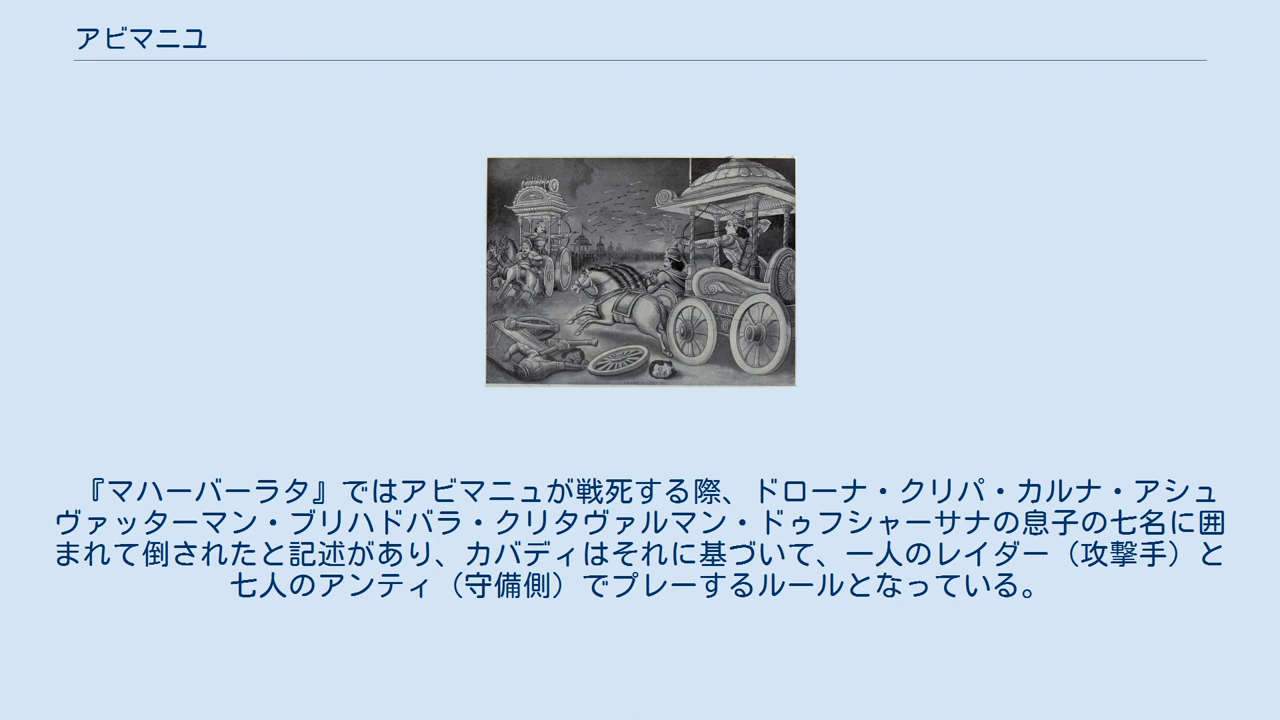 アビマニユ
『マハーバーラタ』ではアビマニュが戦死する際、ドローナ・クリパ・カルナ・アシュ
ヴァッターマン・ブリハドバラ・クリタヴァルマン・ドゥフシャーサナの息子の七名に囲
まれて倒されたと記述があり、カバディはそれに基づいて、一人のレイダー（攻撃手）と
七人のアンティ（守備側）でプレーするルールとなっている。